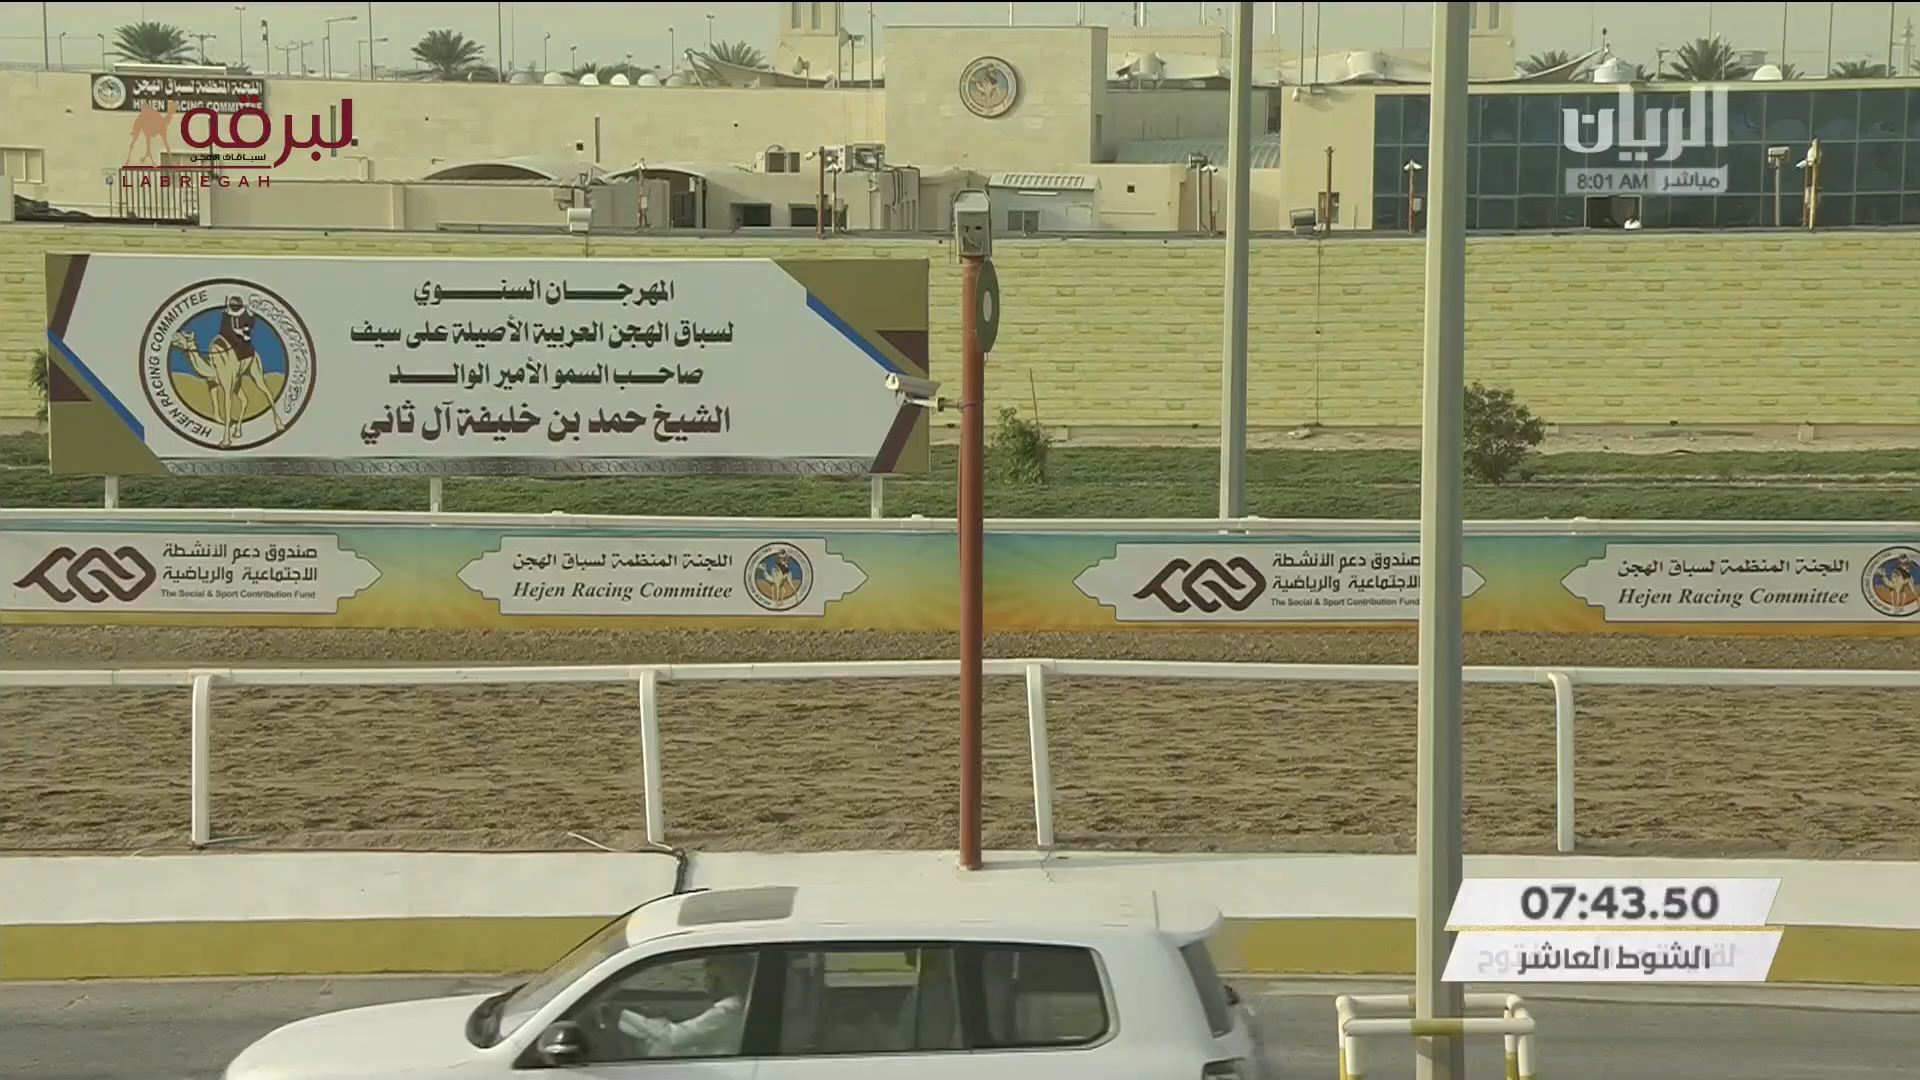 اللجنة المنظمة لسباق الهجن
HEJEN RACING COMMITTEE
لبرقه
لسباقات الهجن
LABREGAH
الريان
8:01 AM مباشر
HEJEN RACING COMMITTEE
المهرجان السنوي
لسباق الهجن العربية الأصيلة على سيف
صاحب السمو الأمير الوالد
الشيخ حمد بن خليفة آل ثاني
صندوق دعم الأنشطة
الاجتماعية والرياضية
The Social & Sport Contribution Fund
اللجنة المنظمة لسباق الهجن
Hejen Racing Committee
صندوق دعم الأنشطة
الاجتماعية والرياضية
The Social & Sport Contribution Fund
اللجنة المنظمة لسباق الهجن
Hejen Racing Committee
07:43.50
الشوط العاشر